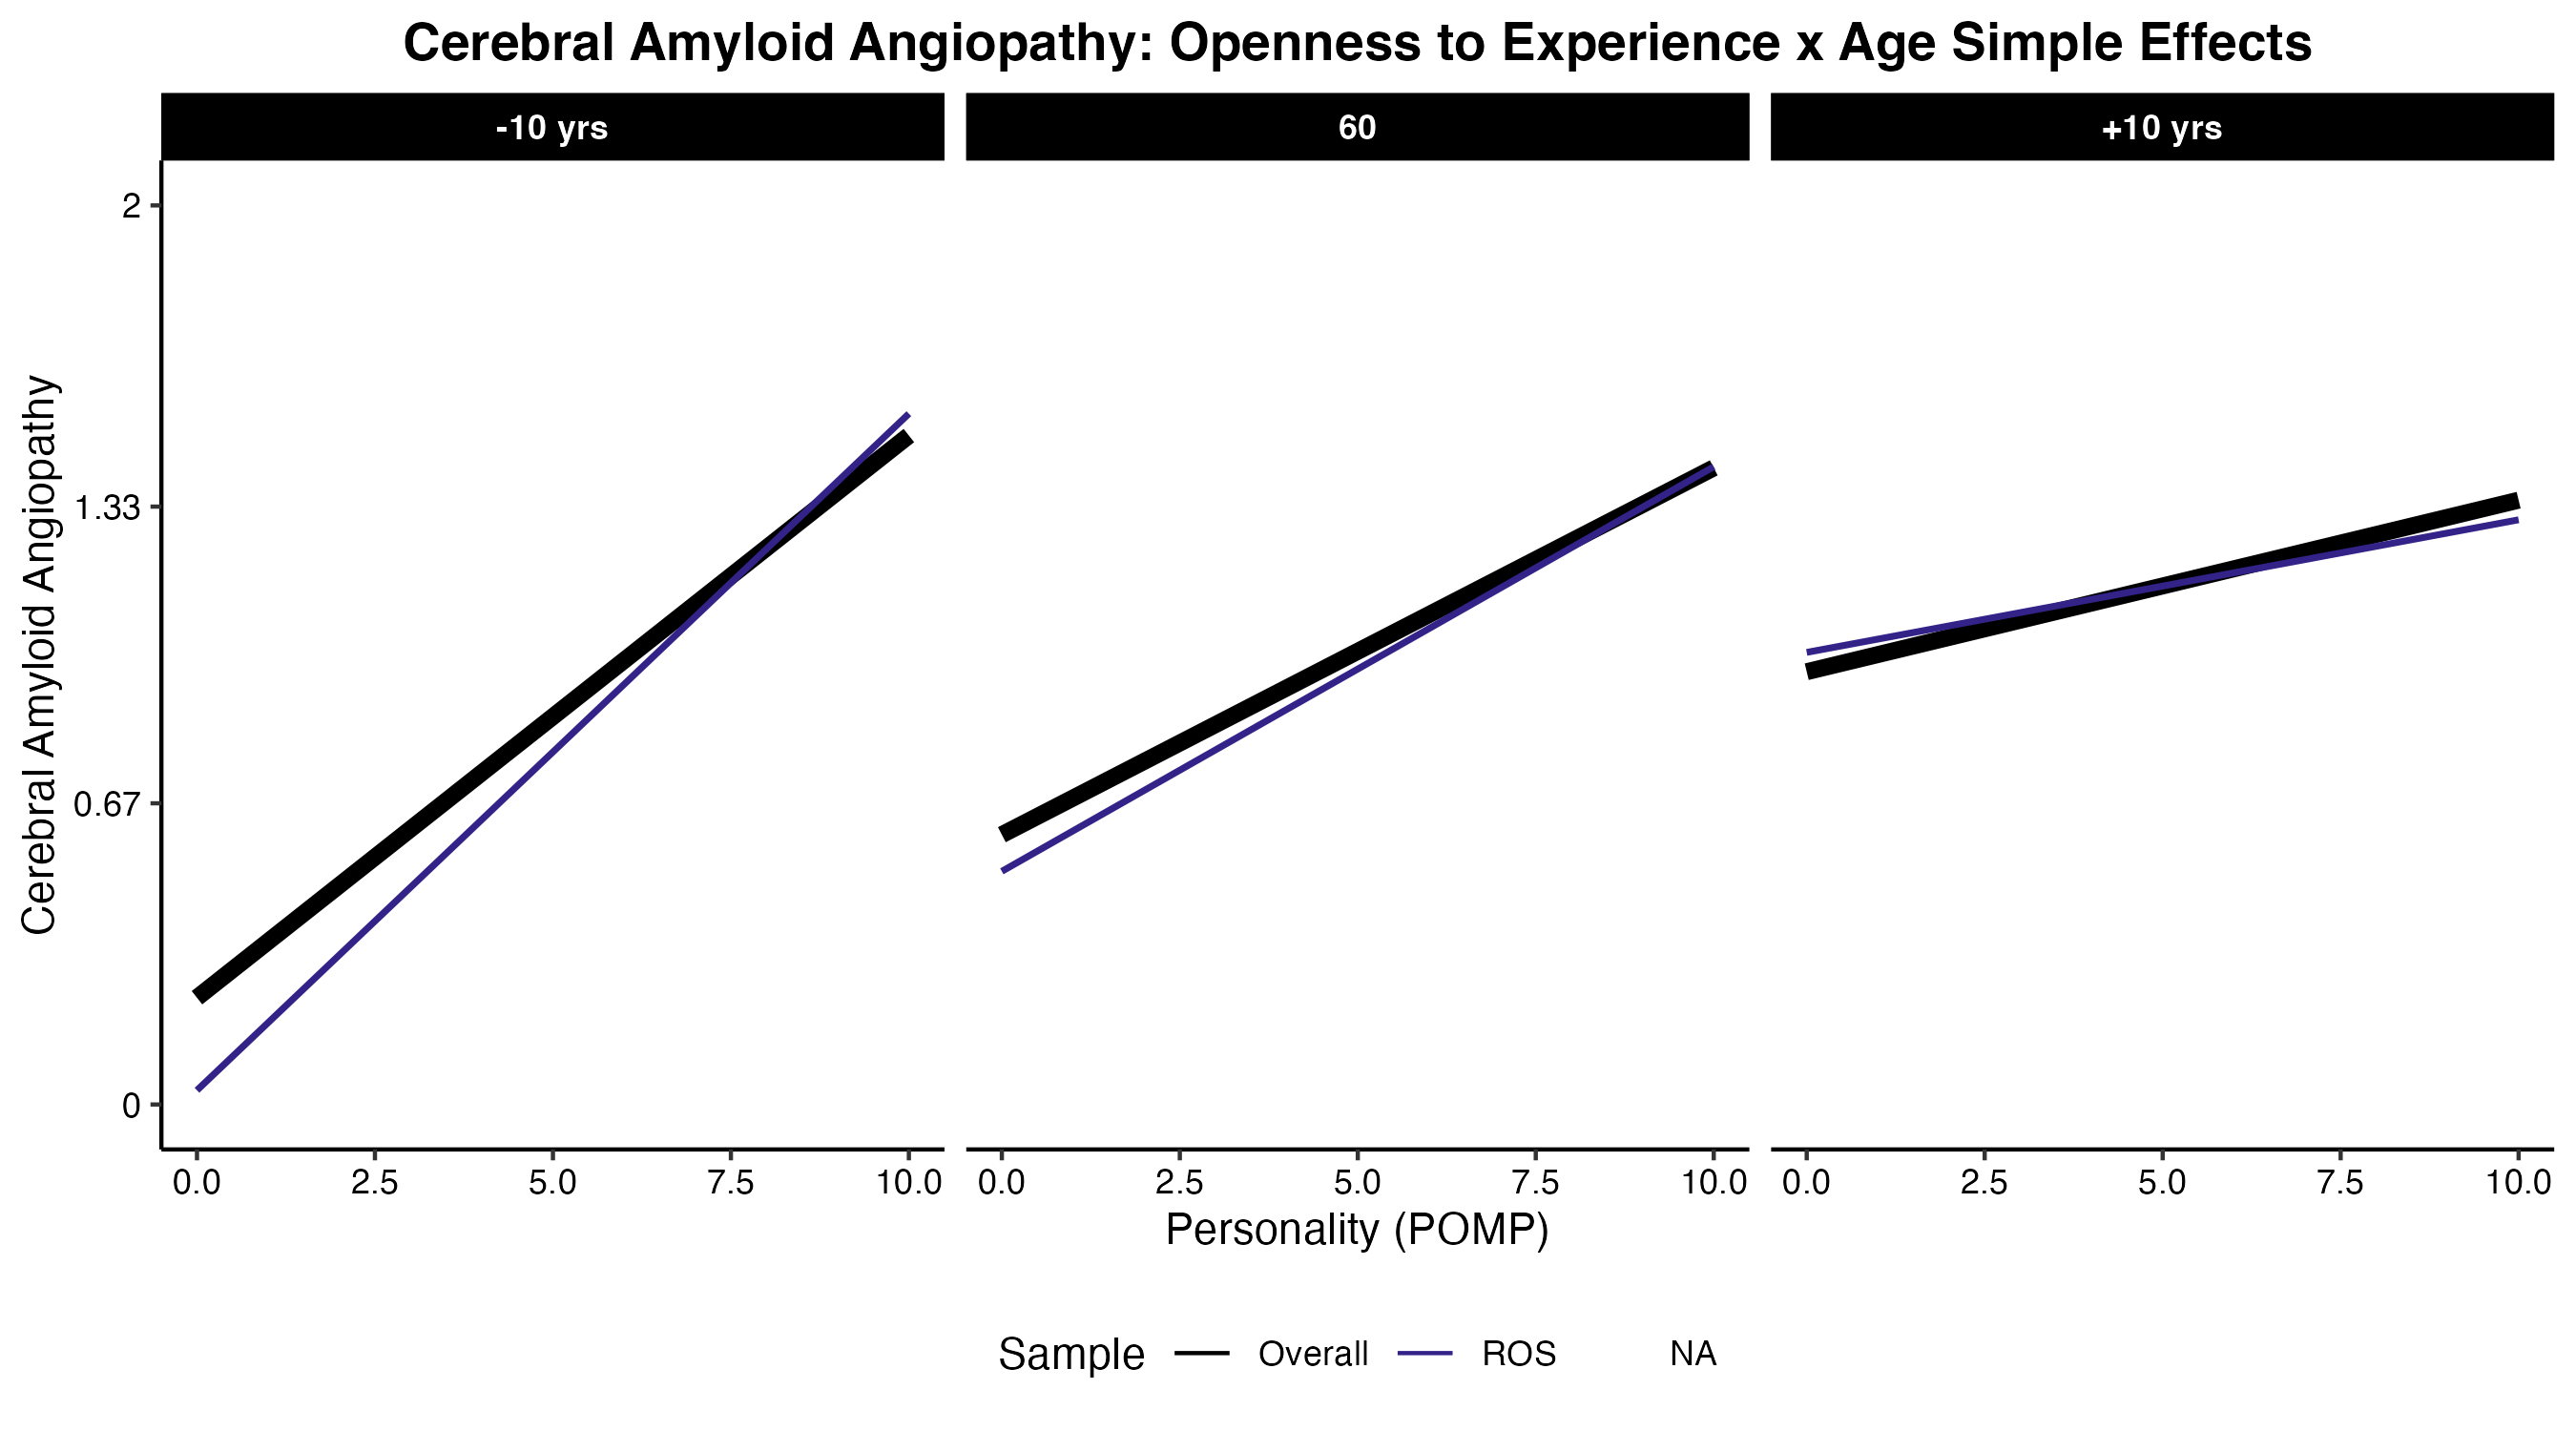 Cerebral Amyloid Angiopathy: Openness to Experience x Age Simple Effects
-10 yrs 60 +10 yrs
Cerebral Amyloid Angiopathy
2
1.33
0.67
0
0.0 2.5 5.0 7.5 10.0 0.0 2.5 5.0 7.5 10.0 0.0 2.5 5.0 7.5 10.0
Personality (POMP)
Sample Overall ROS NA